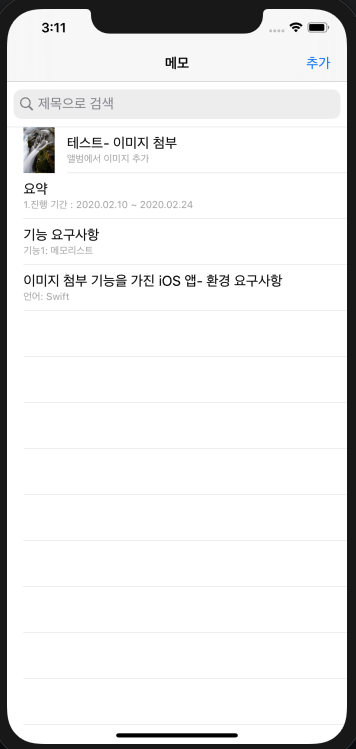 3:11
메모
추가
제목으로 검색
테스트- 이미지 첨부
앨범에서 이미지 추가
요약
1.진행 기간 : 2020.02.10 ~ 2020.02.24
기능 요구사항
기능1: 메모리스트
이미지 첨부 기능을 가진 iOS 앱- 환경 요구사항
언어: Swift